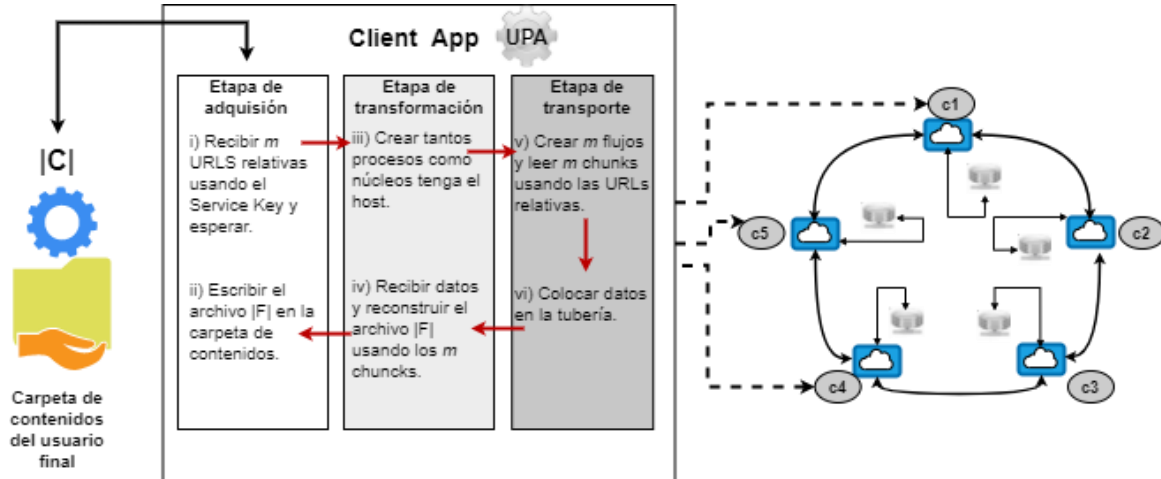 Client App UPA
Etapa de
adquisión
i) Recibir m
URLS relativas
usando el
Service Key y
esperar.
ii) Escribir el
archivo |F| en la
carpeta de
contenidos.
Etapa de
transformación
iii) Crear tantos
procesos como
núcleos tenga el
host.
iv) Recibir datos
y reconstruir el
archivo |F|
usando los m
chuncks.
Etapa de
transporte
v) Crear m flujos
y leer m chunks
usando las URLs
relativas.
vi) Colocar datos
en la tubería.
|C|
Carpeta de
contenidos
del usuario
final
c1
c5
c2
c4
c3